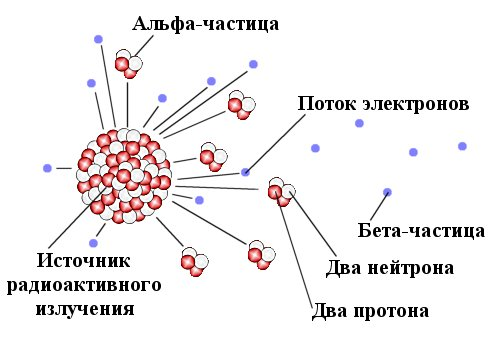 Альфа-частица
Поток электронов
Бета-частица
Два нейтрона
Два протона
Источник
радиоактивного
излучения